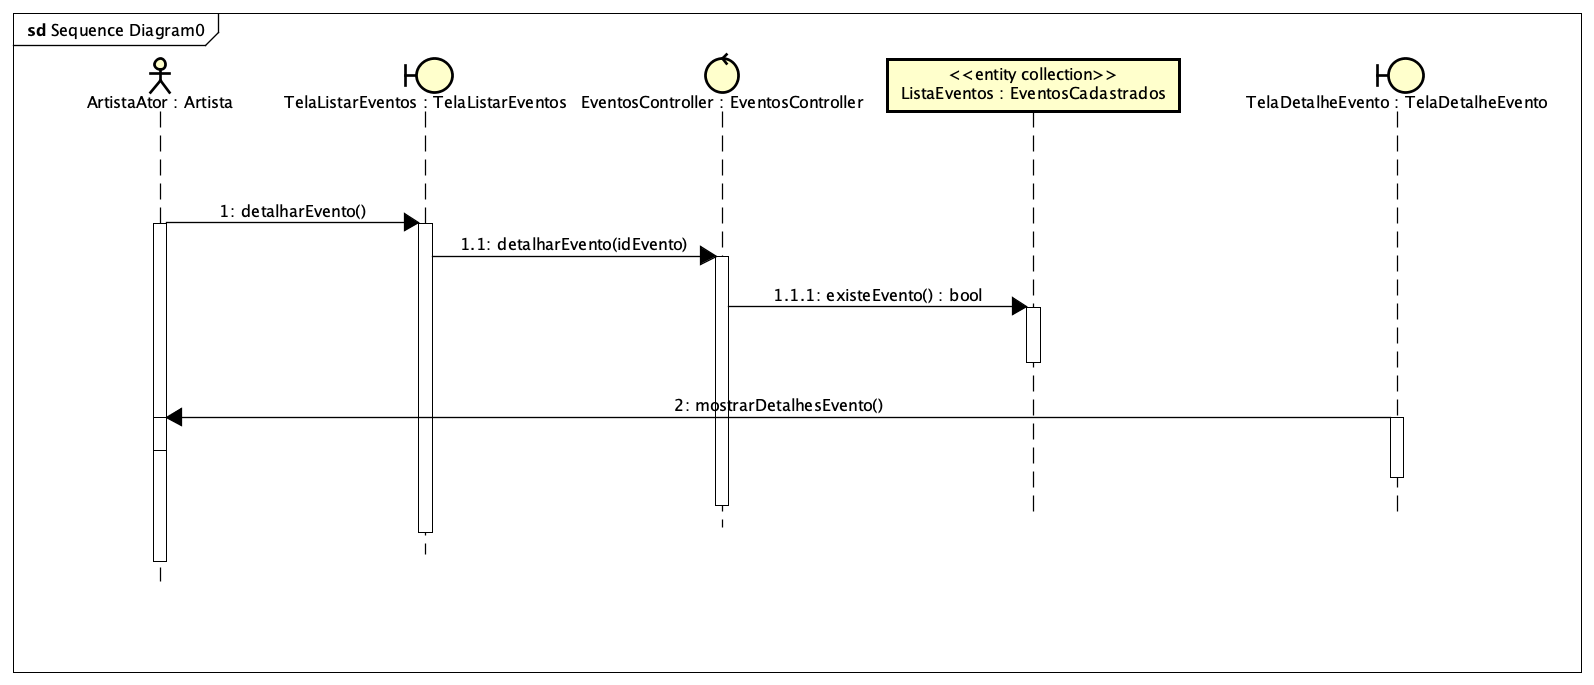 sd Sequence Diagram0
ArtistaAtor : Artista
TelaListarEventos : TelaListarEventos
EventosController : EventosController
<<entity collection>>
ListaEventos : EventosCadastrados
TelaDetalheEvento : TelaDetalheEvento
1: detalharEvento()
1.1: detalharEvento(idEvento)
1.1.1: existeEvento() : bool
2: mostrarDetalhesEvento()